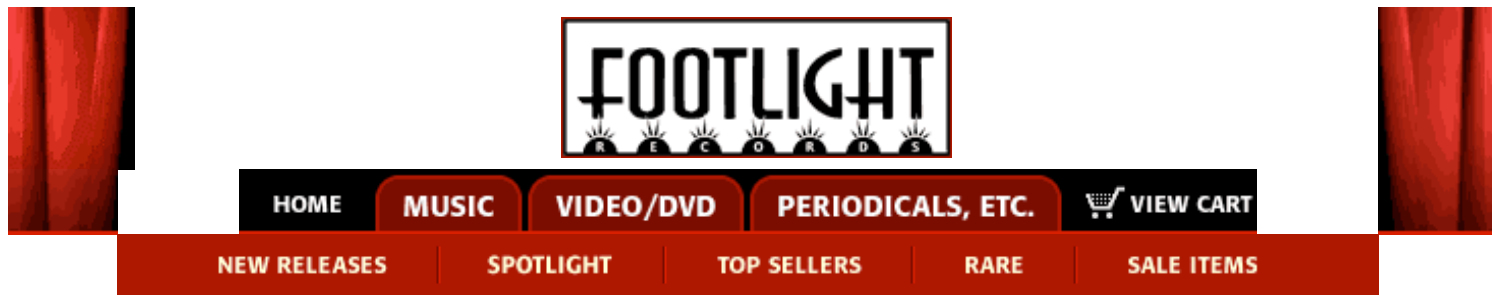 FOOTLIGHT
RECORDS
HOME MUSIC VIDEO/DVD PERIODICALS, ETC. VIEW CART
NEW RELEASES SPOTLIGHT TOP SELLERS RARE SALE ITEMS